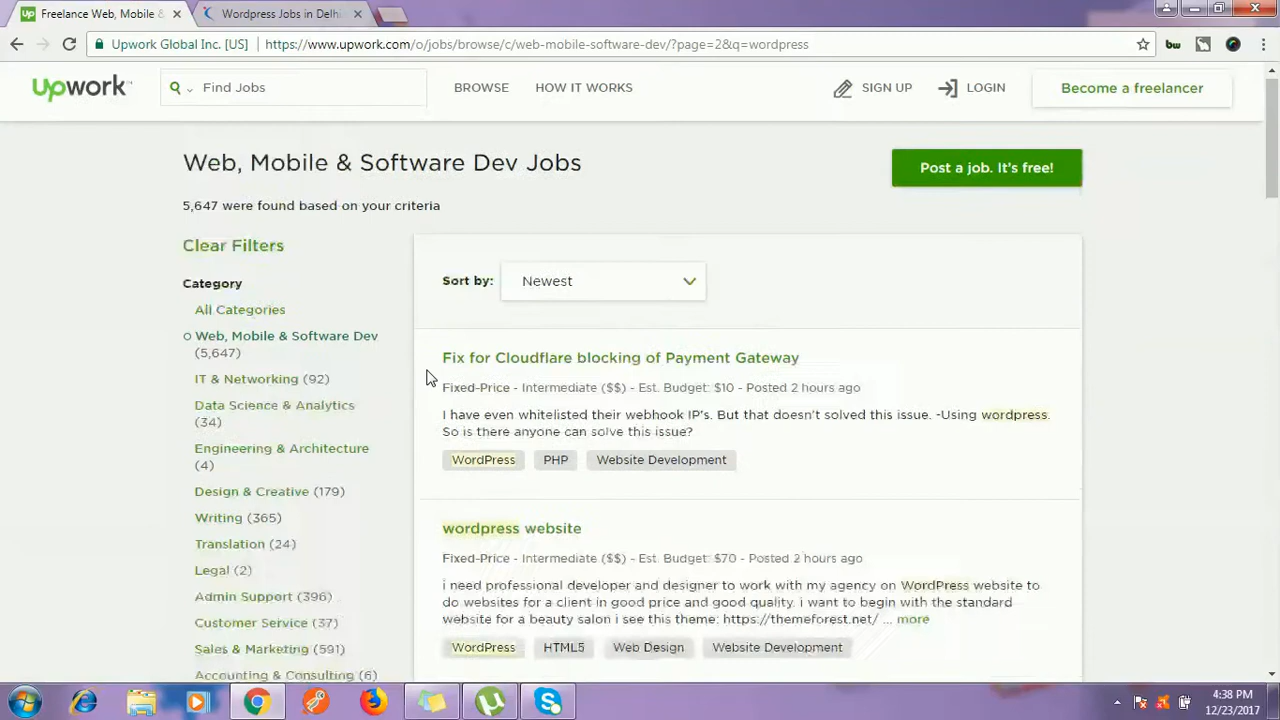 Freelance Web, Mobile &
Wordpress Jobs in Delhi
Upwork Global Inc. [US]
https://www.upwork.com/o/jobs/browse/c/web-mobile-software-dev/?page=2&q=wordpress
upwork™
Find Jobs
BROWSE
HOW IT WORKS
SIGN UP
LOGIN
Become a freelancer
Web, Mobile & Software Dev Jobs
Post a job. It's free!
5,647 were found based on your criteria
Clear Filters
Category
All Categories
Web, Mobile & Software Dev
(5,647)
IT & Networking (92)
Data Science & Analytics
(34)
Engineering & Architecture
(4)
Design & Creative (179)
Writing (365)
Translation (24)
Legal (2)
Admin Support (396)
Customer Service (37)
Sales & Marketing (591)
Accounting & Consulting (6)
Sort by:
Newest
Fix for Cloudflare blocking of Payment Gateway
Fixed-Price - Intermediate ($$) - Est. Budget: $10 - Posted 2 hours ago
I have even whitelisted their webhook IP's. But that doesn't solved this issue. -Using wordpress.
So is there anyone can solve this issue?
WordPress PHP Website Development
wordpress website
Fixed-Price - Intermediate ($$) - Est. Budget: $70 - Posted 2 hours ago
i need professional developer and designer to work with my agency on WordPress website to
do websites for a client in good price and good quality. i want to begin with the standard
website for a beauty salon i see this theme: https://themeforest.net/ ... more
WordPress HTML5 Web Design Website Development
4:38 PM
12/23/2017